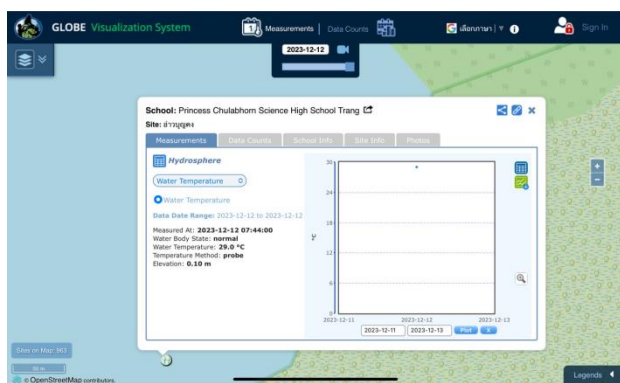 GLOBE Visualization System
Measurements | Data Counts
เลือกภาษา | ▼
Sign In
2023-12-12
School: Princess Chulabhorn Science High School Trang
Site: อ่าวบุญคง
Measurements
Data Counts
School Info
Site Info
Photos
Hydrosphere
Water Temperature
Water Temperature
Data Date Range: 2023-12-12 to 2023-12-12
Measured At: 2023-12-12 07:44:00
Water Body State: normal
Water Temperature: 29.0 °C
Temperature Method: probe
Elevation: 0.10 m
30
24
18
°C
12
6
0
2023-12-11
2023-12-12
2023-12-13
2023-12-11
2023-12-13
Plot
X
Sites on Map: 963
50 m
© OpenStreetMap contributors.
Legends